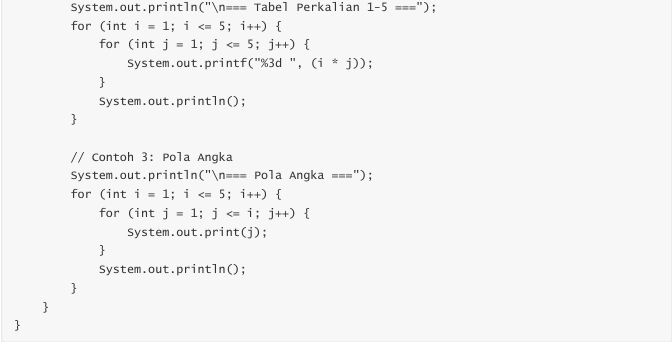 System.out.println("\n=== Tabel Perkalian 1-5 ===");
for (int i = 1; i <= 5; i++) {
for (int j = 1; j <= 5; j++) {
System.out.printf("%3d ", (i * j));
}
System.out.println();
}
// Contoh 3: Pola Angka
System.out.println("\n=== Pola Angka ===");
for (int i = 1; i <= 5; i++) {
for (int j = 1; j <= i; j++) {
System.out.print(j);
}
System.out.println();
}
}
}